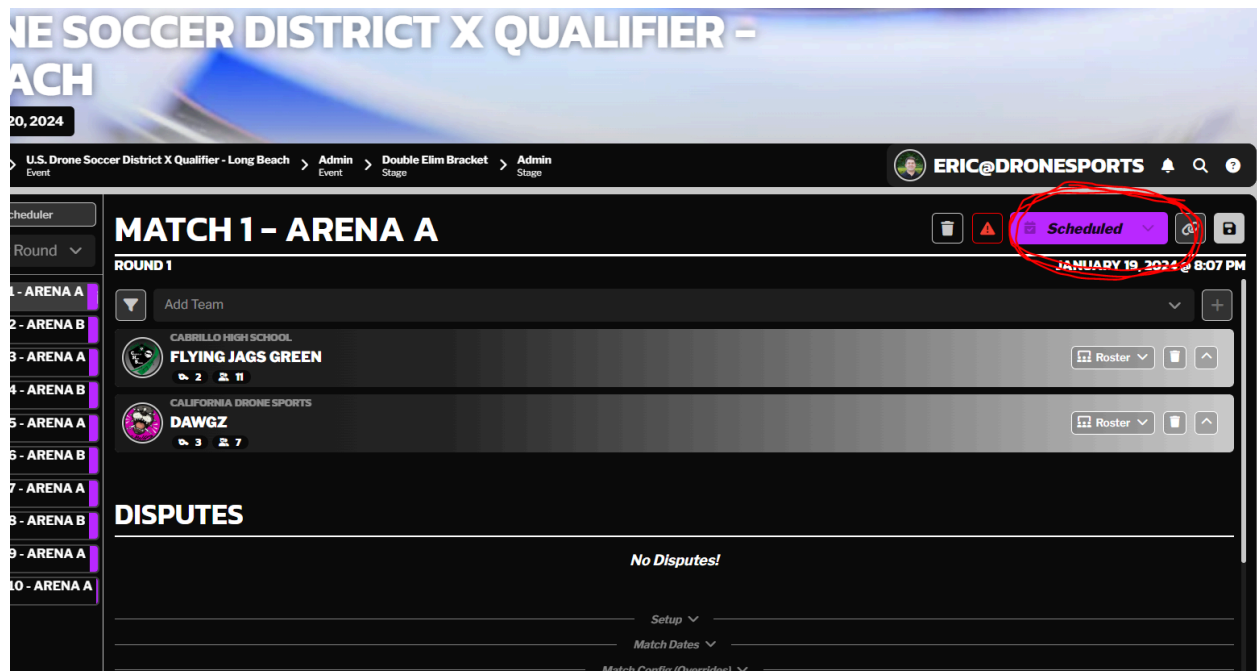 NE SOCCER DISTRICT X QUALIFIER -
ACH
20, 2024
U.S. Drone Soccer District X Qualifier - Long Beach > Admin > Double Elim Bracket > Admin
Event Event Stage Stage
ERIC@DRONESPORTS
cheduler
Round
MATCH 1 - ARENA A
Scheduled
ROUND 1
JANUARY 19, 2024 @ 8:07 PM
1 - ARENA A
2 - ARENA B
3 - ARENA A
4 - ARENA B
5 - ARENA A
6 - ARENA B
7 - ARENA A
8 - ARENA B
9 - ARENA A
10 - ARENA A
Add Team
CABRILLO HIGH SCHOOL
FLYING JAGS GREEN
2 11
Roster
CALIFORNIA DRONE SPORTS
DAWGZ
3 7
Roster
DISPUTES
No Disputes!
Setup
Match Dates
Match Config (Overrides)